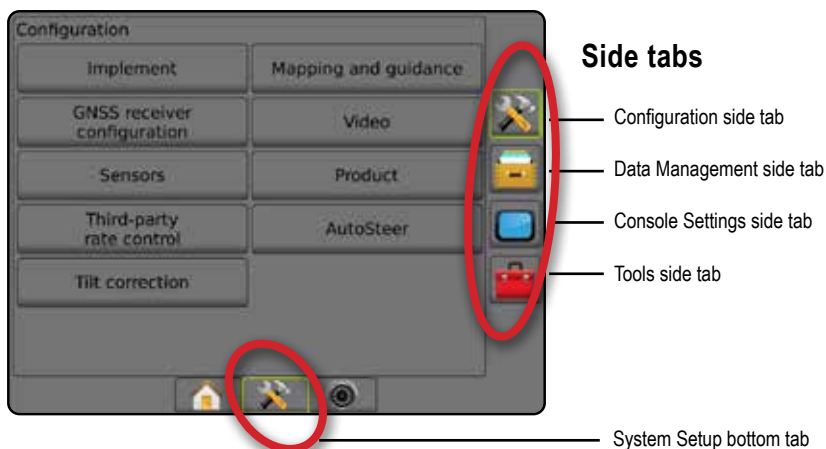 Configuration
Implement
Mapping and guidance
GNSS receiver
configuration
Video
Sensors
Product
Third-party
rate control
AutoSteer
Tilt correction
Side tabs
Configuration side tab
Data Management side tab
Console Settings side tab
Tools side tab
System Setup bottom tab